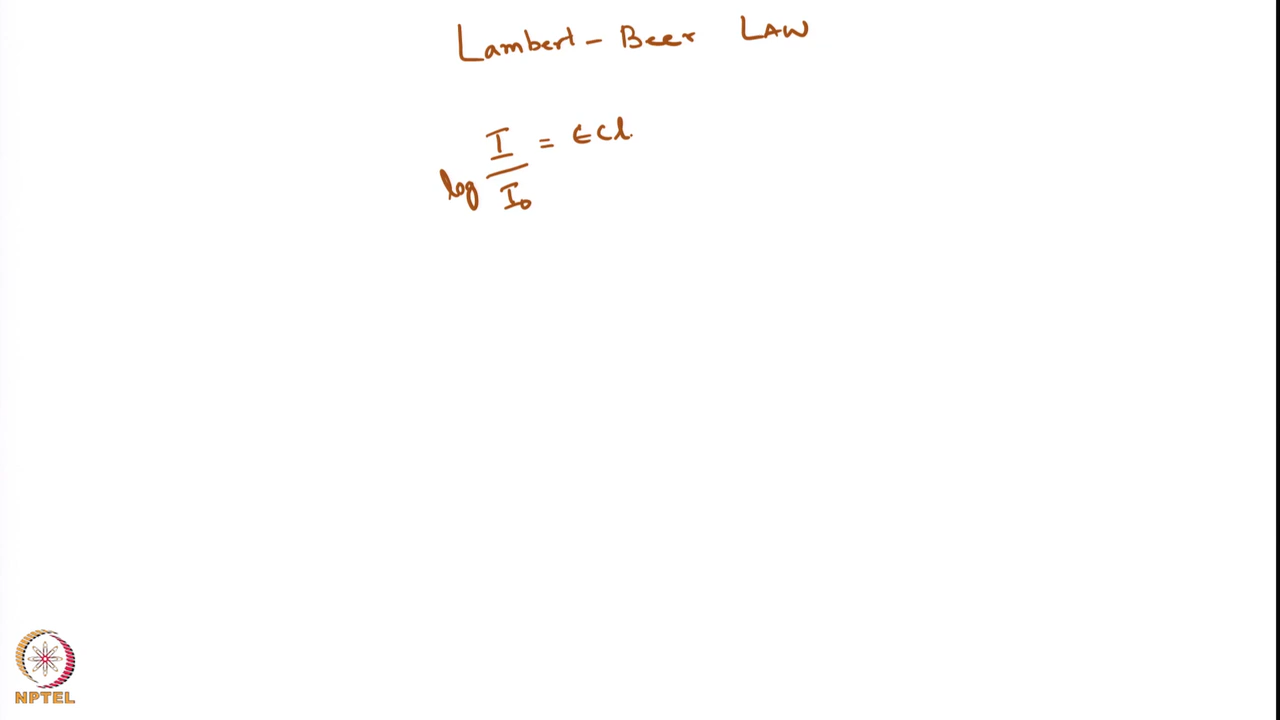 Lambert - Beer LAW
log I/I₀ = ϵcl.
NPTEL